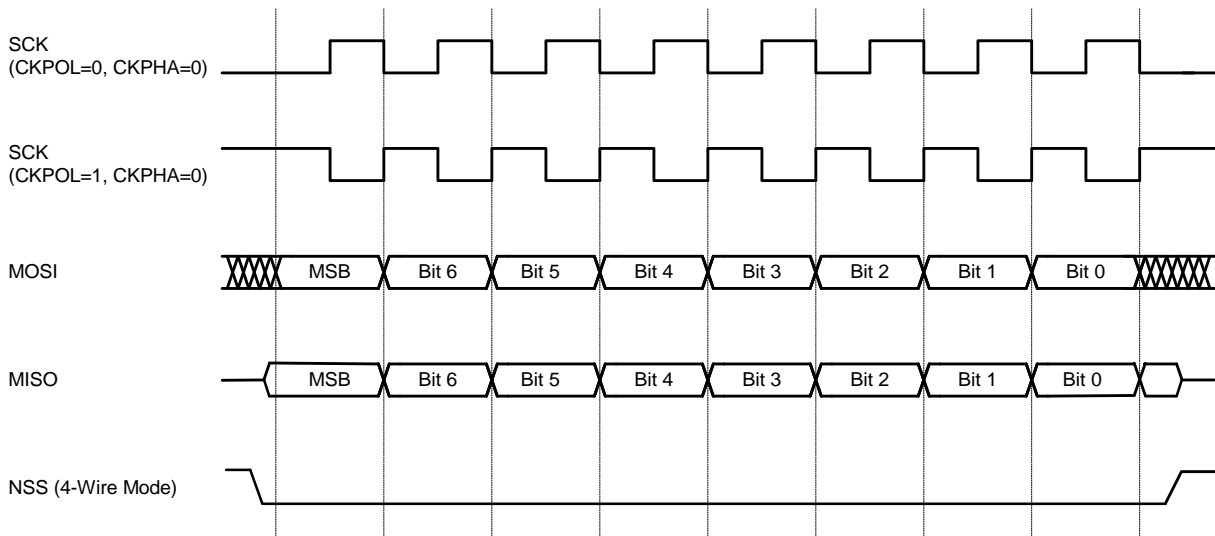 SCK
(CKPOL=0, CKPHA=0)
SCK
(CKPOL=1, CKPHA=0)
MOSI
MSB Bit 6 Bit 5 Bit 4 Bit 3 Bit 2 Bit 1 Bit 0
MISO
MSB Bit 6 Bit 5 Bit 4 Bit 3 Bit 2 Bit 1 Bit 0
NSS (4-Wire Mode)